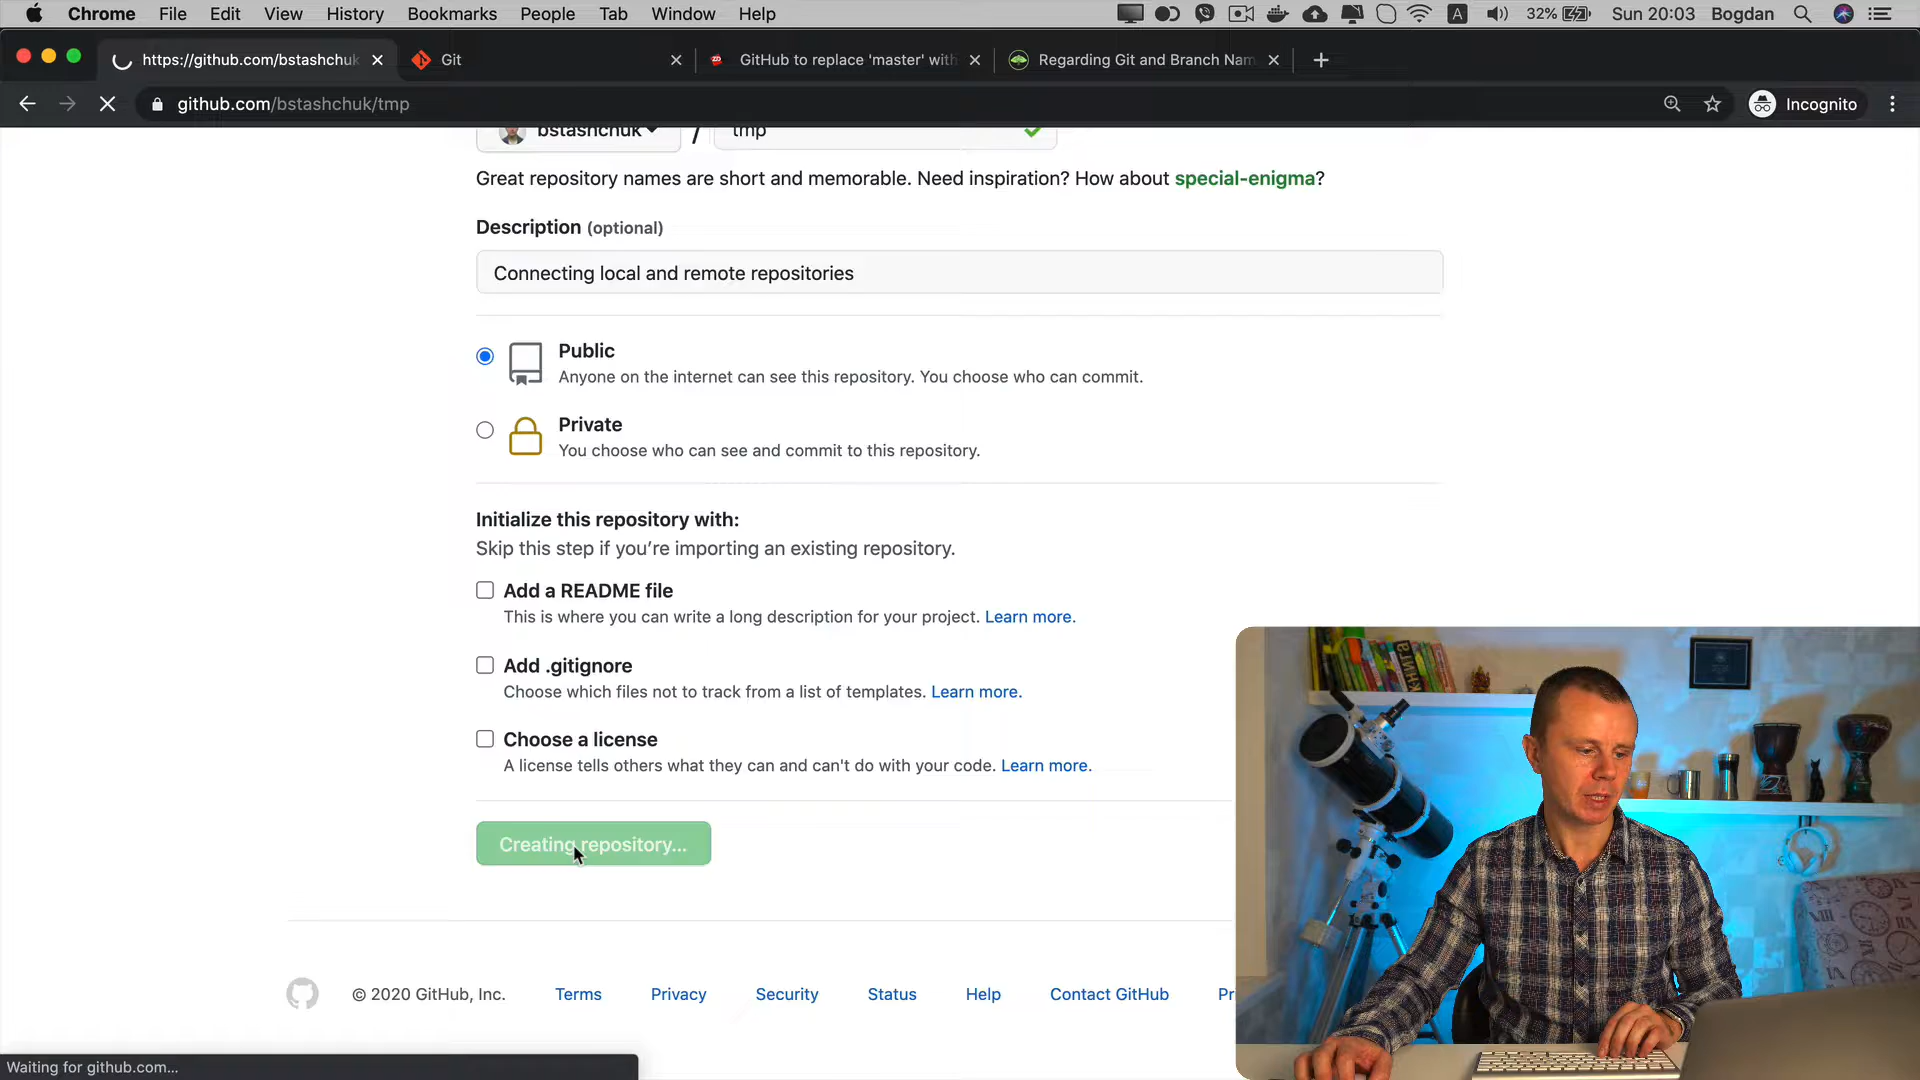 Chrome File Edit View History Bookmarks People Tab Window Help
A 32% Sun 20:03 Bogdan
https://github.com/bstashchuk
Git
GitHub to replace 'master' with
Regarding Git and Branch Nam
github.com/bstashchuk/tmp
Incognito
bstashchuk / tmp
Great repository names are short and memorable. Need inspiration? How about special-enigma?
Description (optional)
Connecting local and remote repositories
Public
Anyone on the internet can see this repository. You choose who can commit.
Private
You choose who can see and commit to this repository.
Initialize this repository with:
Skip this step if you’re importing an existing repository.
Add a README file
This is where you can write a long description for your project. Learn more.
Add .gitignore
Choose which files not to track from a list of templates. Learn more.
Choose a license
A license tells others what they can and can't do with your code. Learn more.
Creating repository...
© 2020 GitHub, Inc. Terms Privacy Security Status Help Contact GitHub Pr
Waiting for github.com...
КНИГА